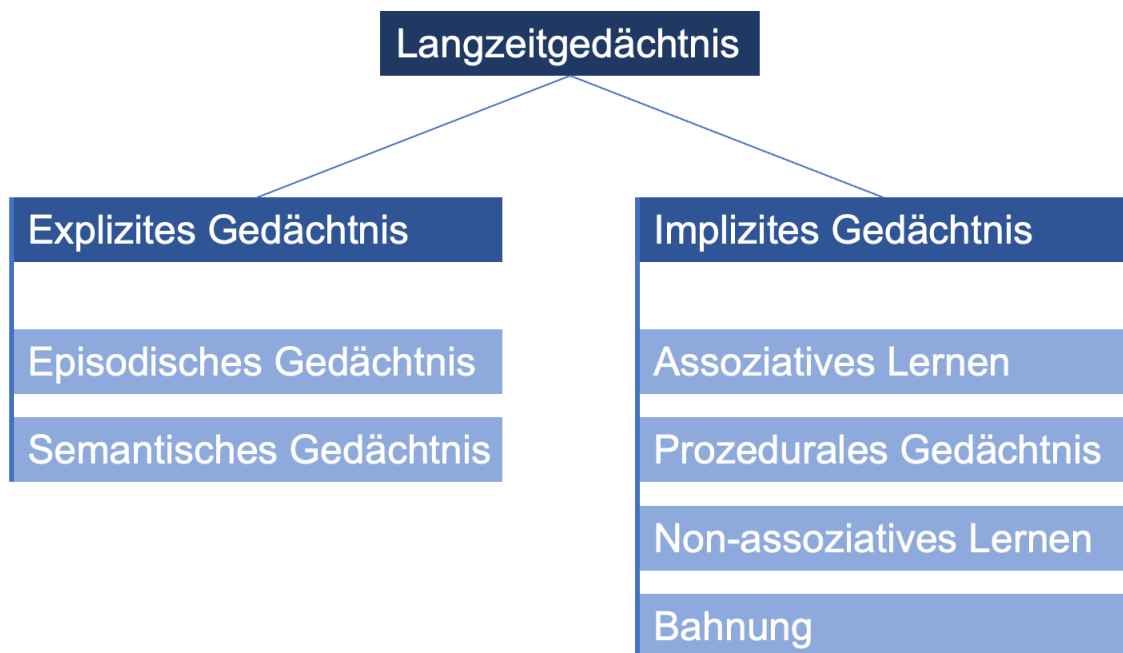 Langzeitgedächtnis
Explizites Gedächtnis
Episodisches Gedächtnis
Semantisches Gedächtnis
Implizites Gedächtnis
Assoziatives Lernen
Prozedurales Gedächtnis
Non-assoziatives Lernen
Bahnung